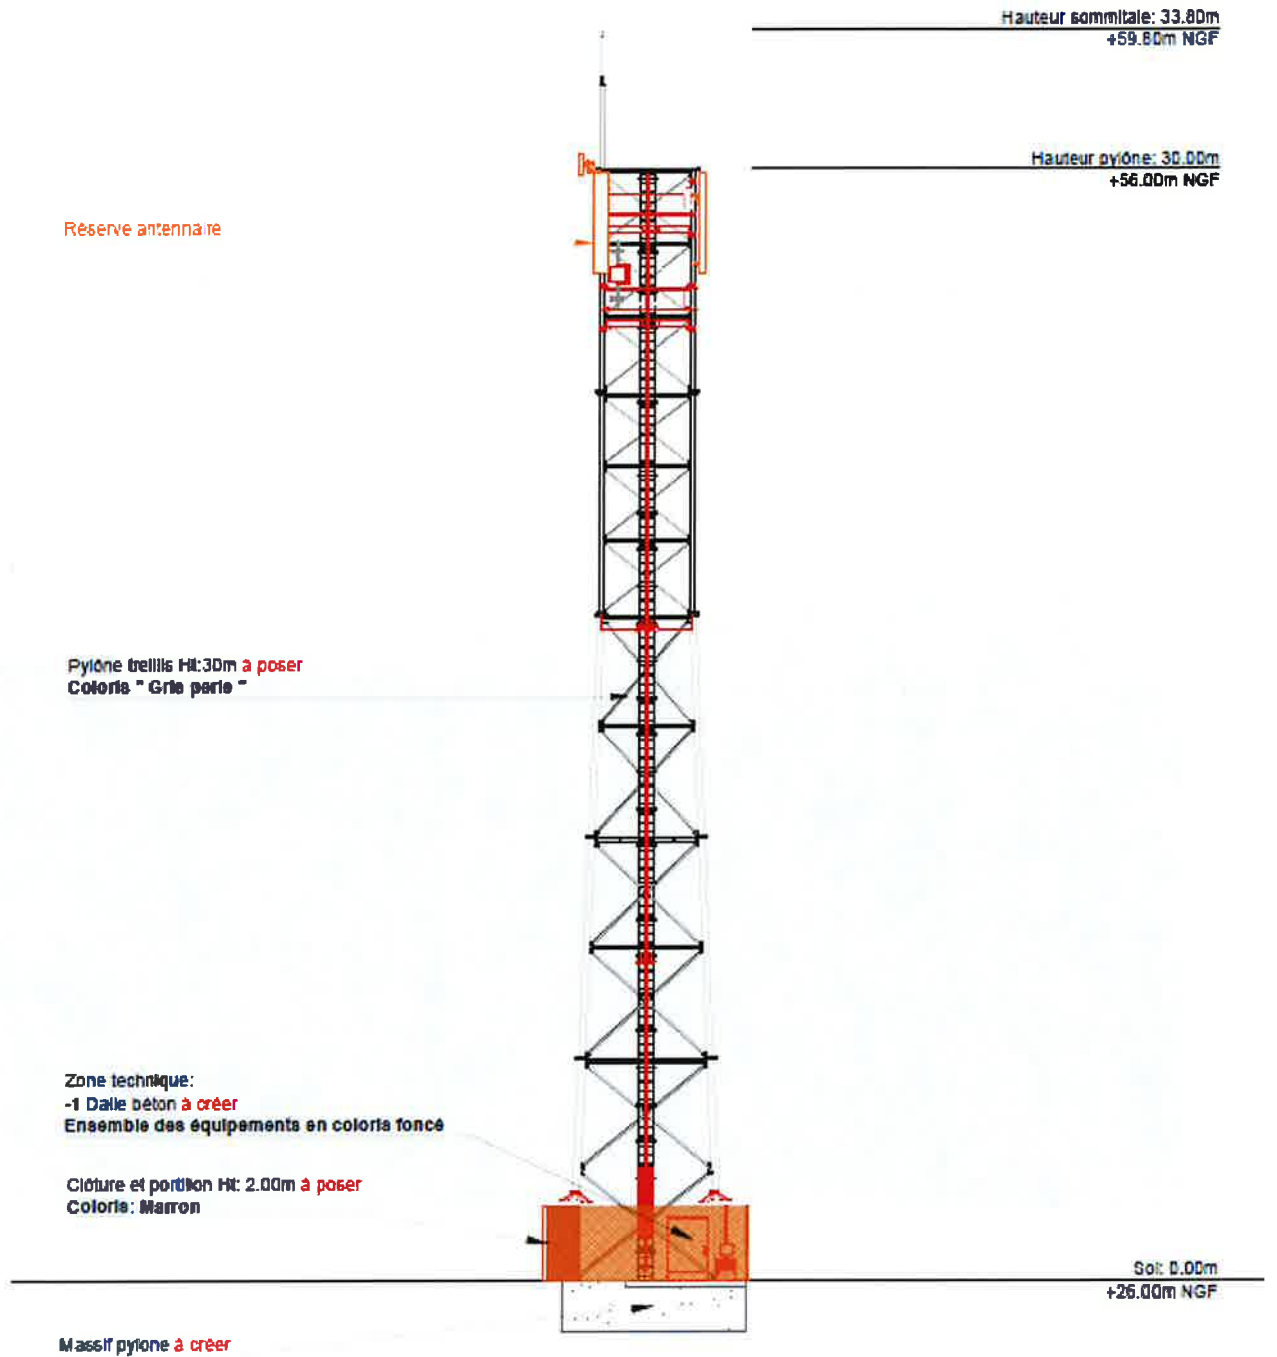 Hauteur sommitale: 33.80m
+59.80m NGF
Hauteur pylône: 30.00m
+56.00m NGF
Réserve antennaire
Pylône treillis Ht:30m à poser
Coloris " Gris perle "
Zone technique:
-1 Dalle béton à créer
Ensemble des équipements en coloris foncé
Clôture et portillon Ht: 2.00m à poser
Coloris: Marron
Sol: 0.00m
+26.00m NGF
Massif pylone à créer